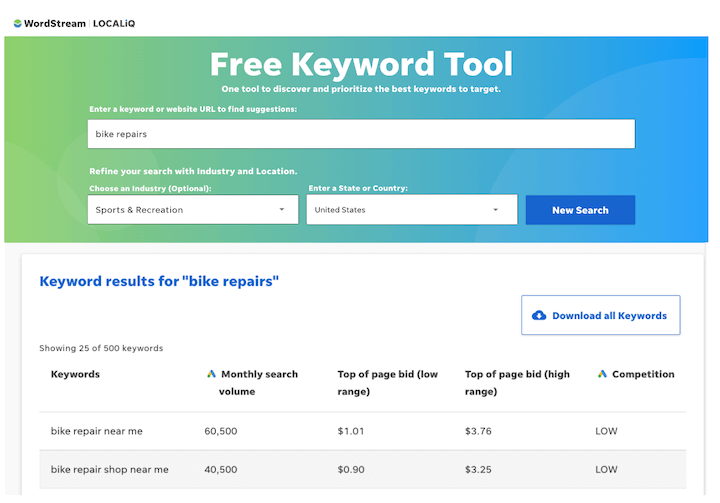 WordStream | LOCALiQ
Free Keyword Tool
One tool to discover and prioritize the best keywords to target.
Enter a keyword or website URL to find suggestions:
bike repairs
Refine your search with Industry and Location.
Choose an Industry (Optional): Enter a State or Country:
Sports & Recreation United States New Search
Keyword results for "bike repairs"
Download all Keywords
Showing 25 of 500 keywords
Keywords Monthly search volume Top of page bid (low range) Top of page bid (high range) Competition
bike repair near me 60,500 $1.01 $3.76 LOW
bike repair shop near me 40,500 $0.90 $3.25 LOW